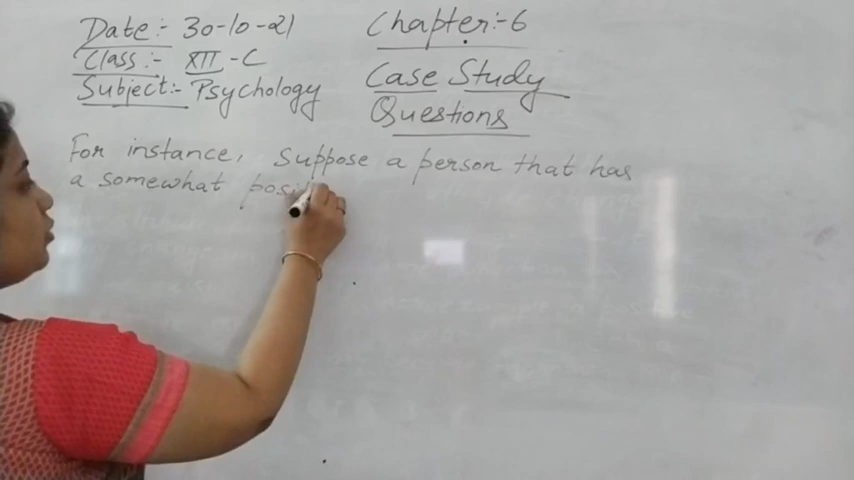 Date:- 30-10-21
Class:- XII-C
Subject:- Psychology
Chapter:-6
Case Study
Questions
For instance, Suppose a person that has
a somewhat posi